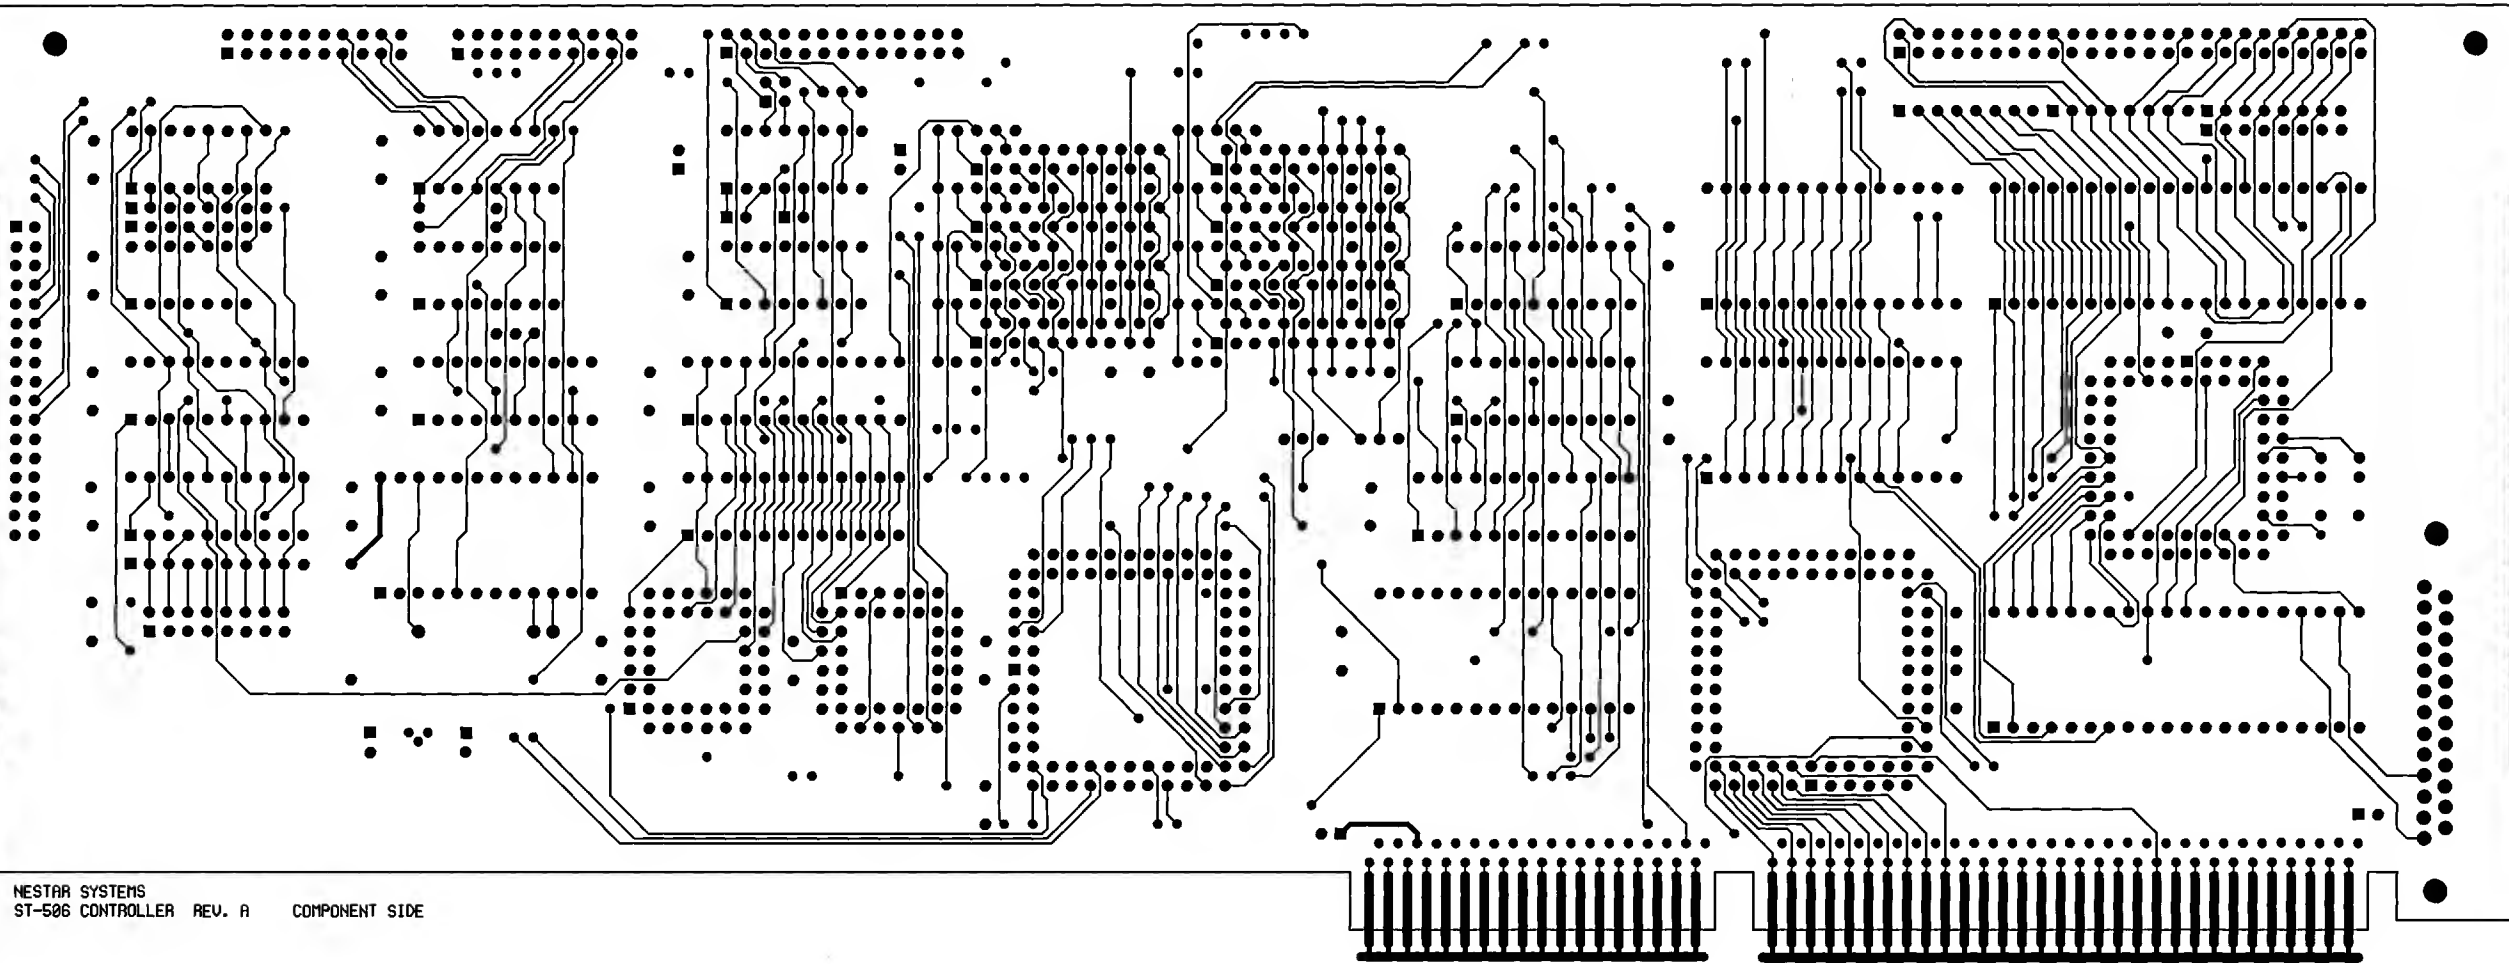 NESTAR SYSTEMS
ST-506 CONTROLLER REV. A COMPONENT SIDE